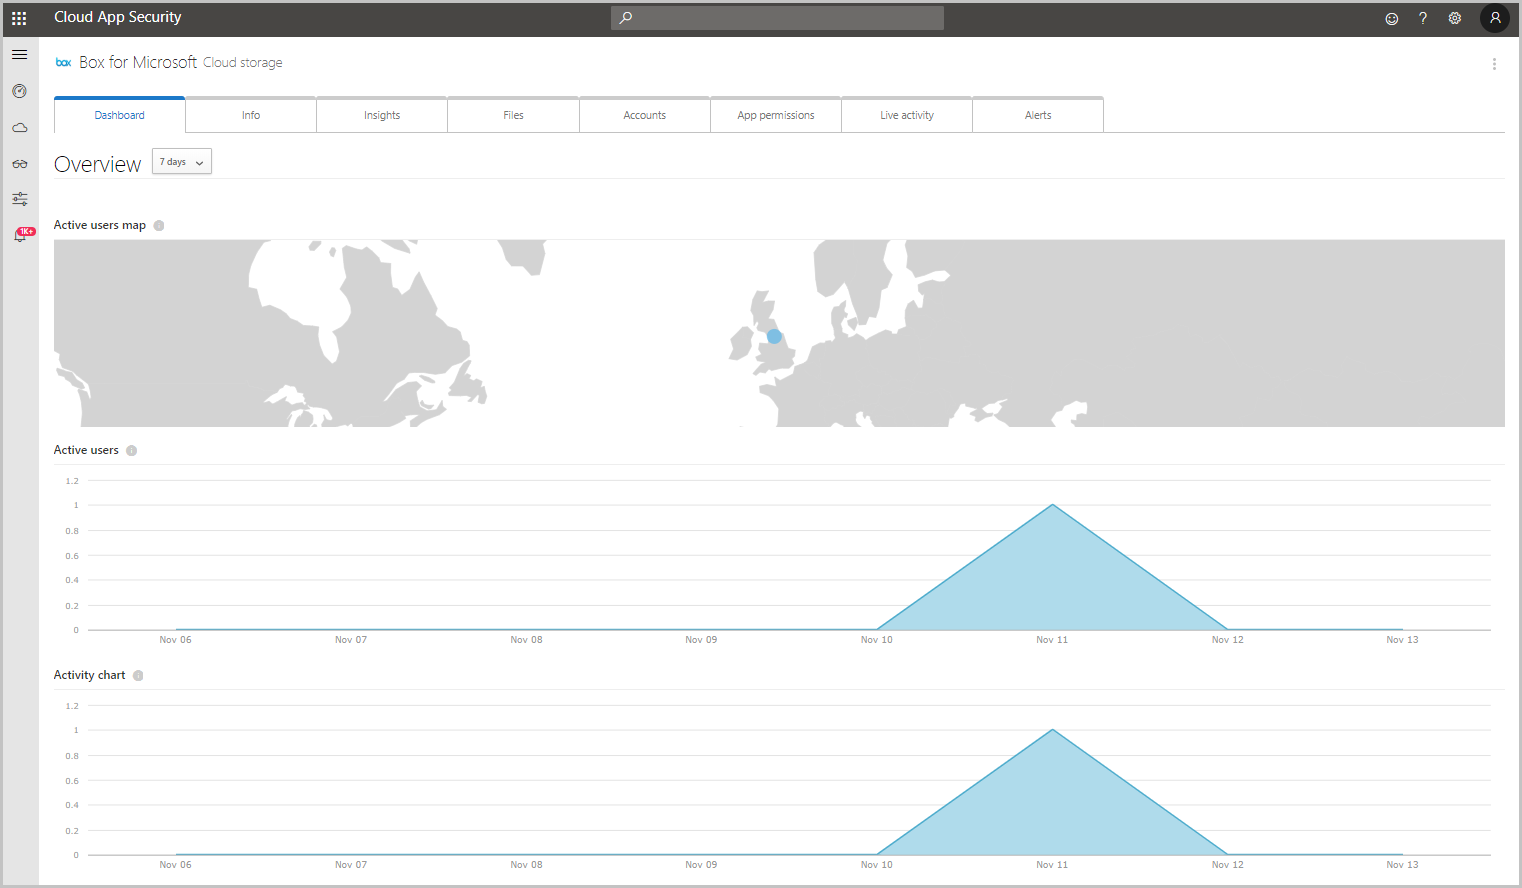 Cloud App Security
?
box Box for Microsoft Cloud storage
Dashboard Info Insights Files Accounts App permissions Live activity Alerts
Overview 7 days
1K+
Active users map
Active users
1.2
1
0.8
0.6
0.4
0.2
0
Nov 06 Nov 07 Nov 08 Nov 09 Nov 10 Nov 11 Nov 12 Nov 13
Activity chart
1.2
1
0.8
0.6
0.4
0.2
0
Nov 06 Nov 07 Nov 08 Nov 09 Nov 10 Nov 11 Nov 12 Nov 13